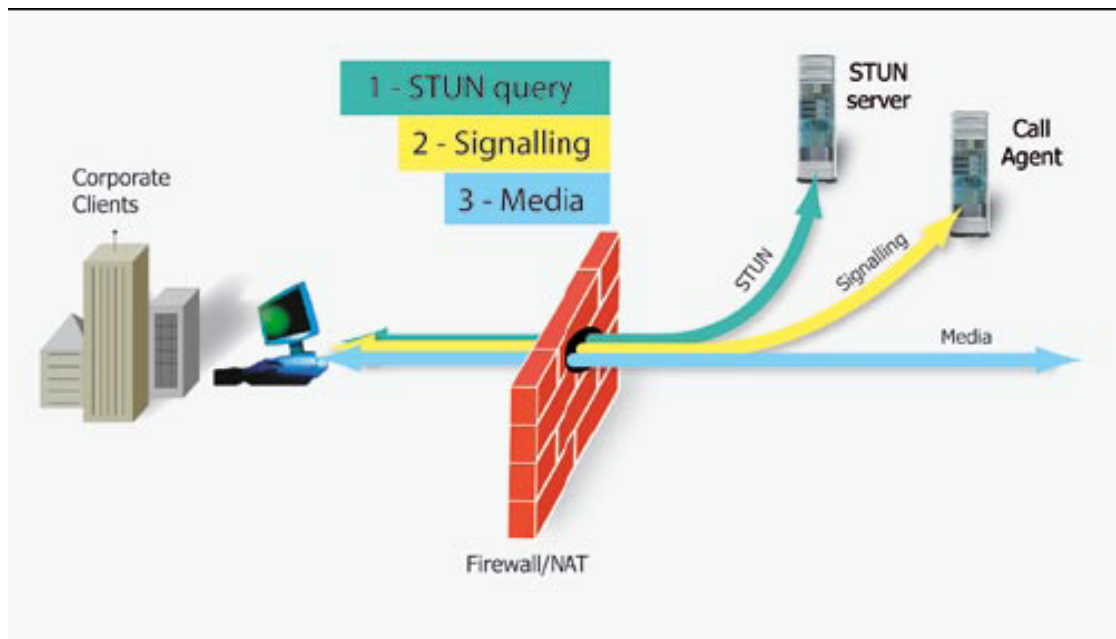 1 - STUN query
2 - Signalling
3 - Media
STUN
server
Call
Agent
Corporate
Clients
STUN
Signalling
Media
Firewall/NAT